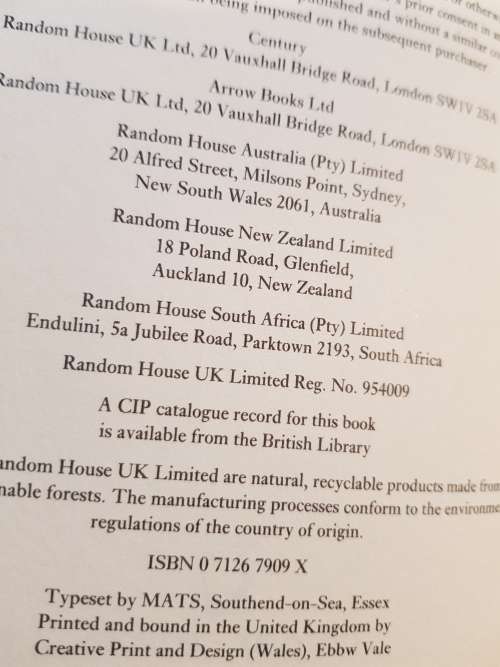 or otherwise
's prior consent in
published and without a similar
being imposed on the subsequent purchaser
Century
Random House UK Ltd, 20 Vauxhall Bridge Road, London SW1V 2SA
Arrow Books Ltd
Random House UK Ltd, 20 Vauxhall Bridge Road, London SW1V 2SA
Random House Australia (Pty) Limited
20 Alfred Street, Milsons Point, Sydney,
New South Wales 2061, Australia
Random House New Zealand Limited
18 Poland Road, Glenfield,
Auckland 10, New Zealand
Random House South Africa (Pty) Limited
Endulini, 5a Jubilee Road, Parktown 2193, South Africa
Random House UK Limited Reg. No. 954009
A CIP catalogue record for this book
is available from the British Library
andom House UK Limited are natural, recyclable products made from
nable forests. The manufacturing processes conform to the environme
regulations of the country of origin.
ISBN 0 7126 7909 X
Typeset by MATS, Southend-on-Sea, Essex
Printed and bound in the United Kingdom by
Creative Print and Design (Wales), Ebbw Vale